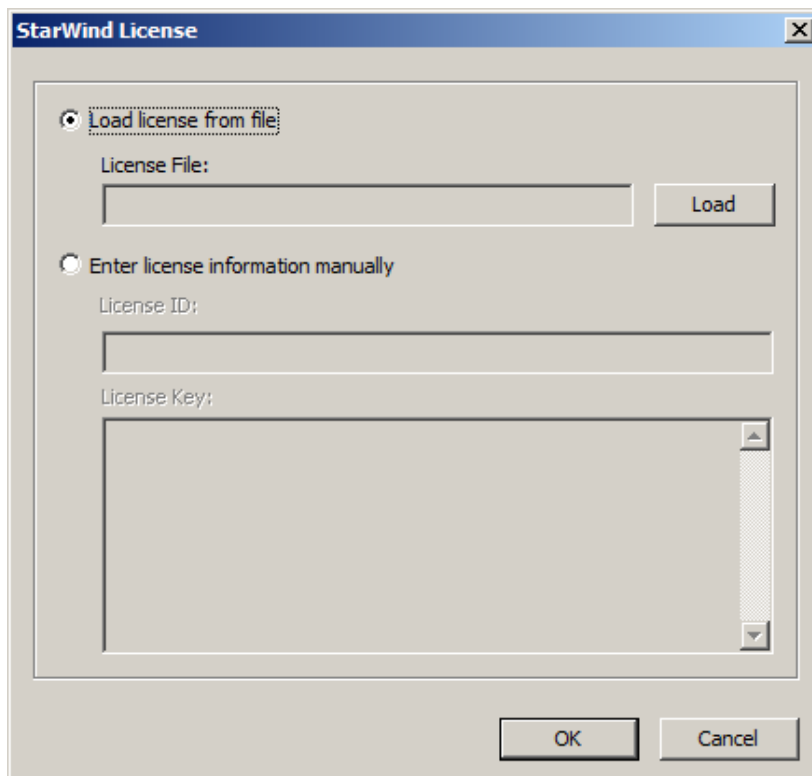 StarWind License
Load license from file
License File:
Load
Enter license information manually
License ID:
License Key:
OK
Cancel